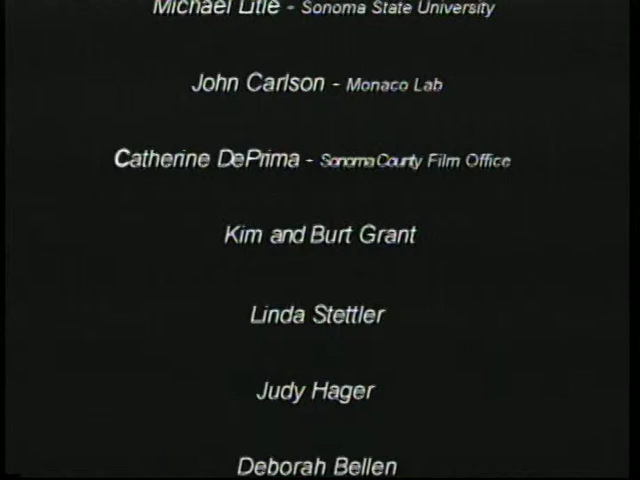 Michael Litle - Sonoma State University
John Carlson - Monaco Lab
Catherine DePrima - Sonoma County Film Office
Kim and Burt Grant
Linda Stettler
Judy Hager
Deborah Bellen